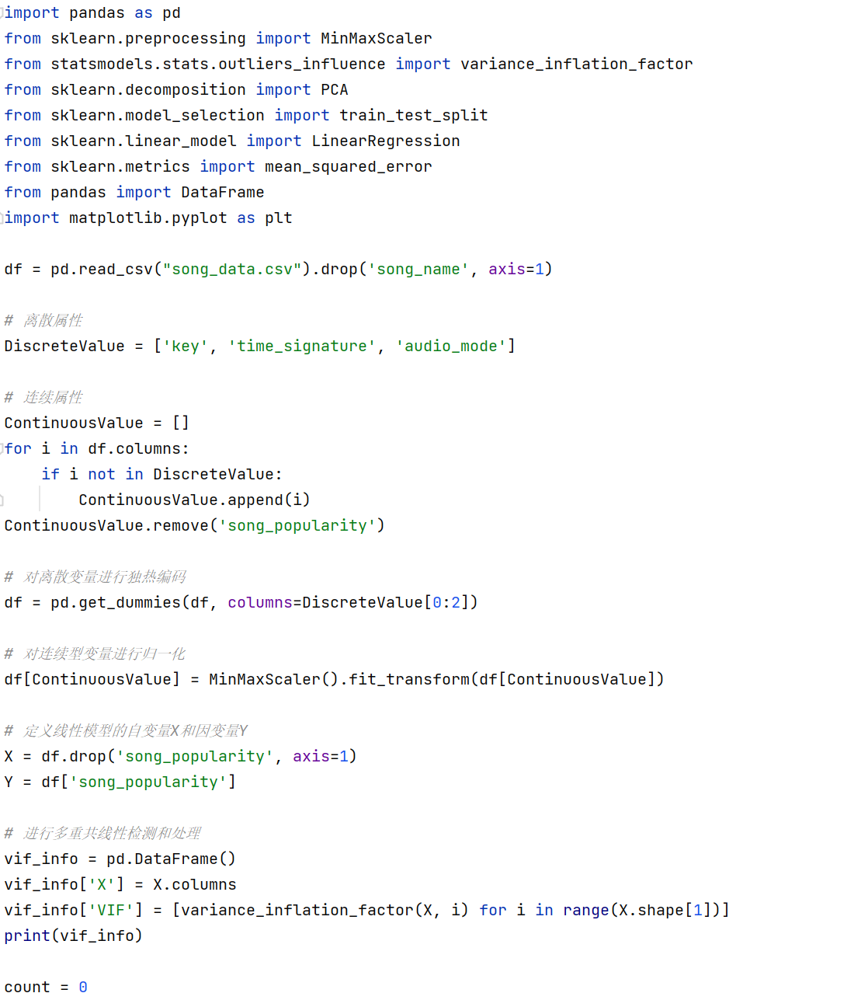 import pandas as pd
from sklearn.preprocessing import MinMaxScaler
from statsmodels.stats.outliers_influence import variance_inflation_factor
from sklearn.decomposition import PCA
from sklearn.model_selection import train_test_split
from sklearn.linear_model import LinearRegression
from sklearn.metrics import mean_squared_error
from pandas import DataFrame
import matplotlib.pyplot as plt
df = pd.read_csv("song_data.csv").drop('song_name', axis=1)
# 离散属性
DiscreteValue = ['key', 'time_signature', 'audio_mode']
# 连续属性
ContinuousValue = []
for i in df.columns:
    if i not in DiscreteValue:
        ContinuousValue.append(i)
ContinuousValue.remove('song_popularity')
# 对离散变量进行独热编码
df = pd.get_dummies(df, columns=DiscreteValue[0:2])
# 对连续型变量进行归一化
df[ContinuousValue] = MinMaxScaler().fit_transform(df[ContinuousValue])
# 定义线性模型的自变量X和因变量Y
X = df.drop('song_popularity', axis=1)
Y = df['song_popularity']
# 进行多重共线性检测和处理
vif_info = pd.DataFrame()
vif_info['X'] = X.columns
vif_info['VIF'] = [variance_inflation_factor(X, i) for i in range(X.shape[1])]
print(vif_info)
count = 0